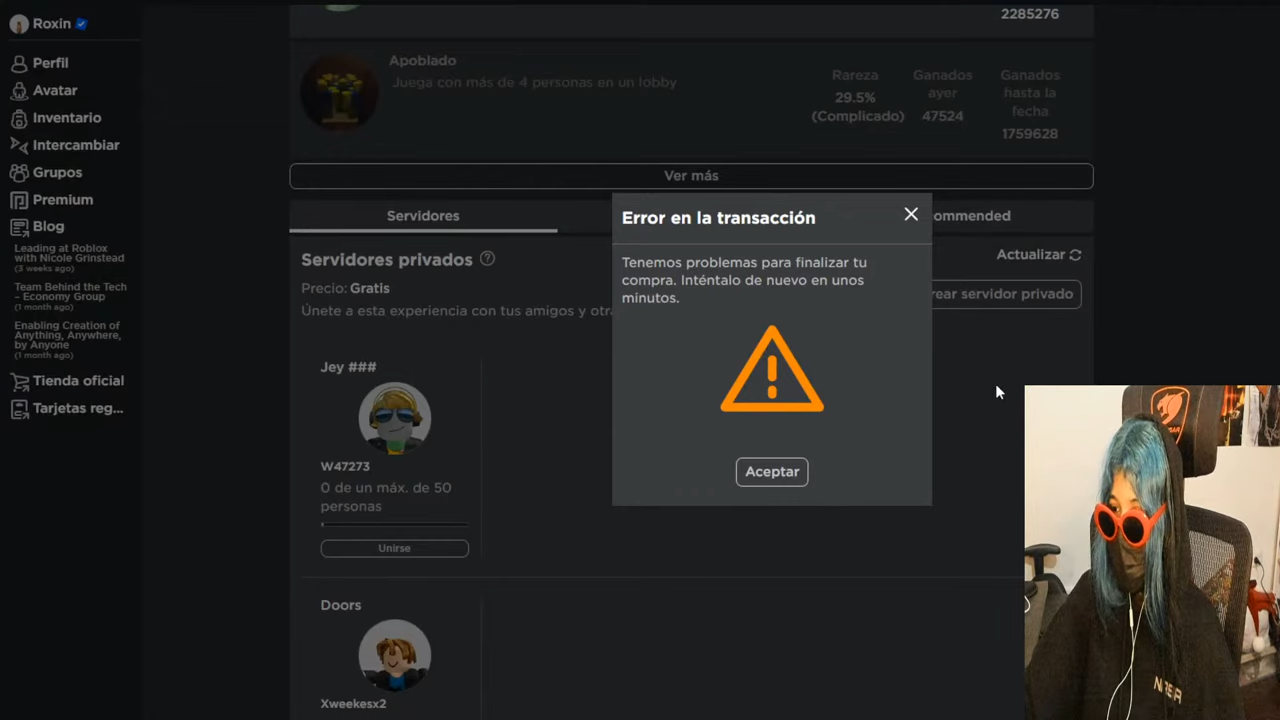 Roxin
Perfil
Avatar
Inventario
Intercambiar
Grupos
Premium
Blog
Leading at Roblox
with Nicole Grinstead
(3 weeks ago)
Team Behind the Tech
- Economy Group
(1 month ago)
Enabling Creation of
Anything, Anywhere,
by Anyone
(1 month ago)
Tienda oficial
Tarjetas reg...
2285276
Apoblado
Juega con más de 4 personas en un lobby
Rareza
29.5%
(Complicado)
Ganados
ayer
47524
Ganados
hasta la
fecha
1759628
Ver más
Servidores
ommended
Servidores privados
Actualizar
Precio: Gratis
rear servidor privado
Únete a esta experiencia con tus amigos y otr
Error en la transacción
Tenemos problemas para finalizar tu
compra. Inténtalo de nuevo en unos
minutos.
Aceptar
Jey ###
W47273
0 de un máx. de 50
personas
Unirse
Doors
Xweekesx2